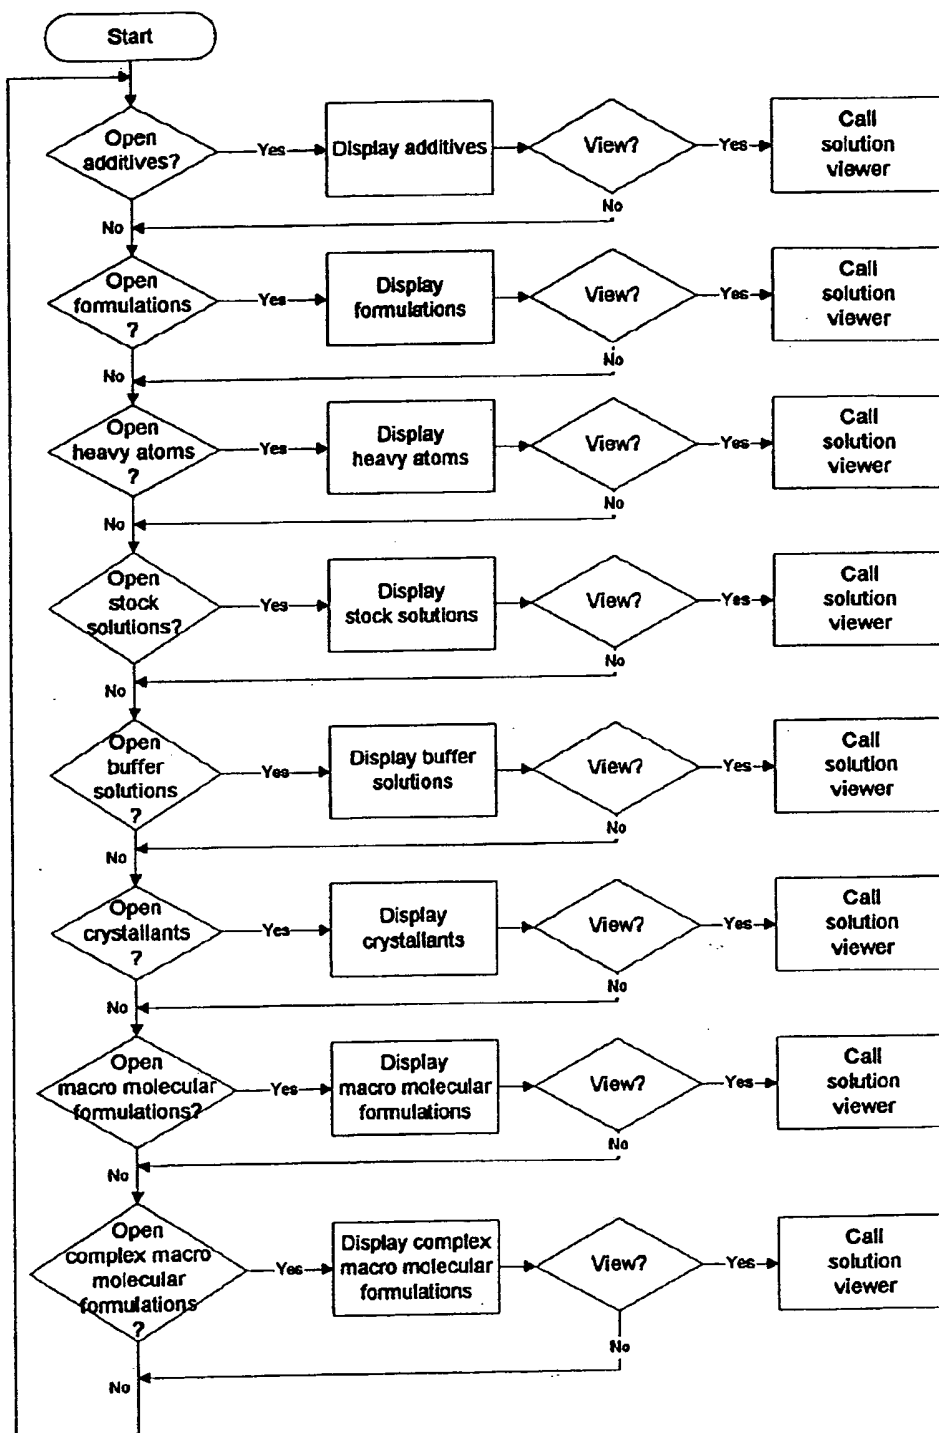 Start
Open
additives?
Yes
Display additives
View?
Yes
Call
solution
viewer
No
No
Open
formulations
?
Yes
Display
formulations
View?
Yes
Call
solution
viewer
No
No
Open
heavy atoms
?
Yes
Display
heavy atoms
View?
Yes
Call
solution
viewer
No
No
Open
stock
solutions?
Yes
Display
stock solutions
View?
Yes
Call
solution
viewer
No
No
Open
buffer
solutions
?
Yes
Display buffer
solutions
View?
Yes
Call
solution
viewer
No
No
Open
crystallants
?
Yes
Display
crystallants
View?
Yes
Call
solution
viewer
No
No
Open
macro molecular
formulations?
Yes
Display
macro molecular
formulations
View?
Yes
Call
solution
viewer
No
No
Open
complex macro
molecular
formulations
?
Yes
Display complex
macro molecular
formulations
View?
Yes
Call
solution
viewer
No
No